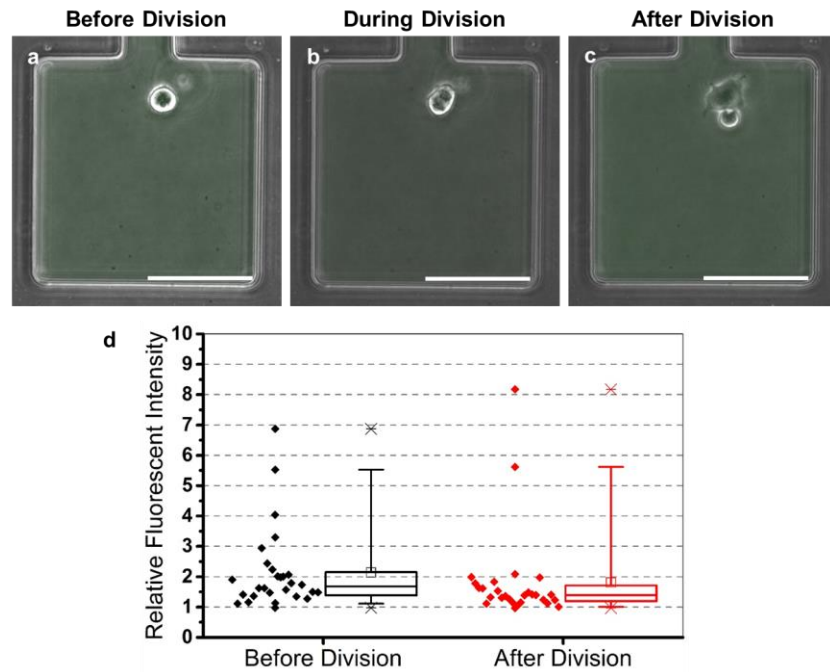 Before Division
During Division
After Division
a
b
c
d
10
9
8
7
6
5
4
3
2
1
0
Relative Fluorescent Intensity
Before Division
After Division